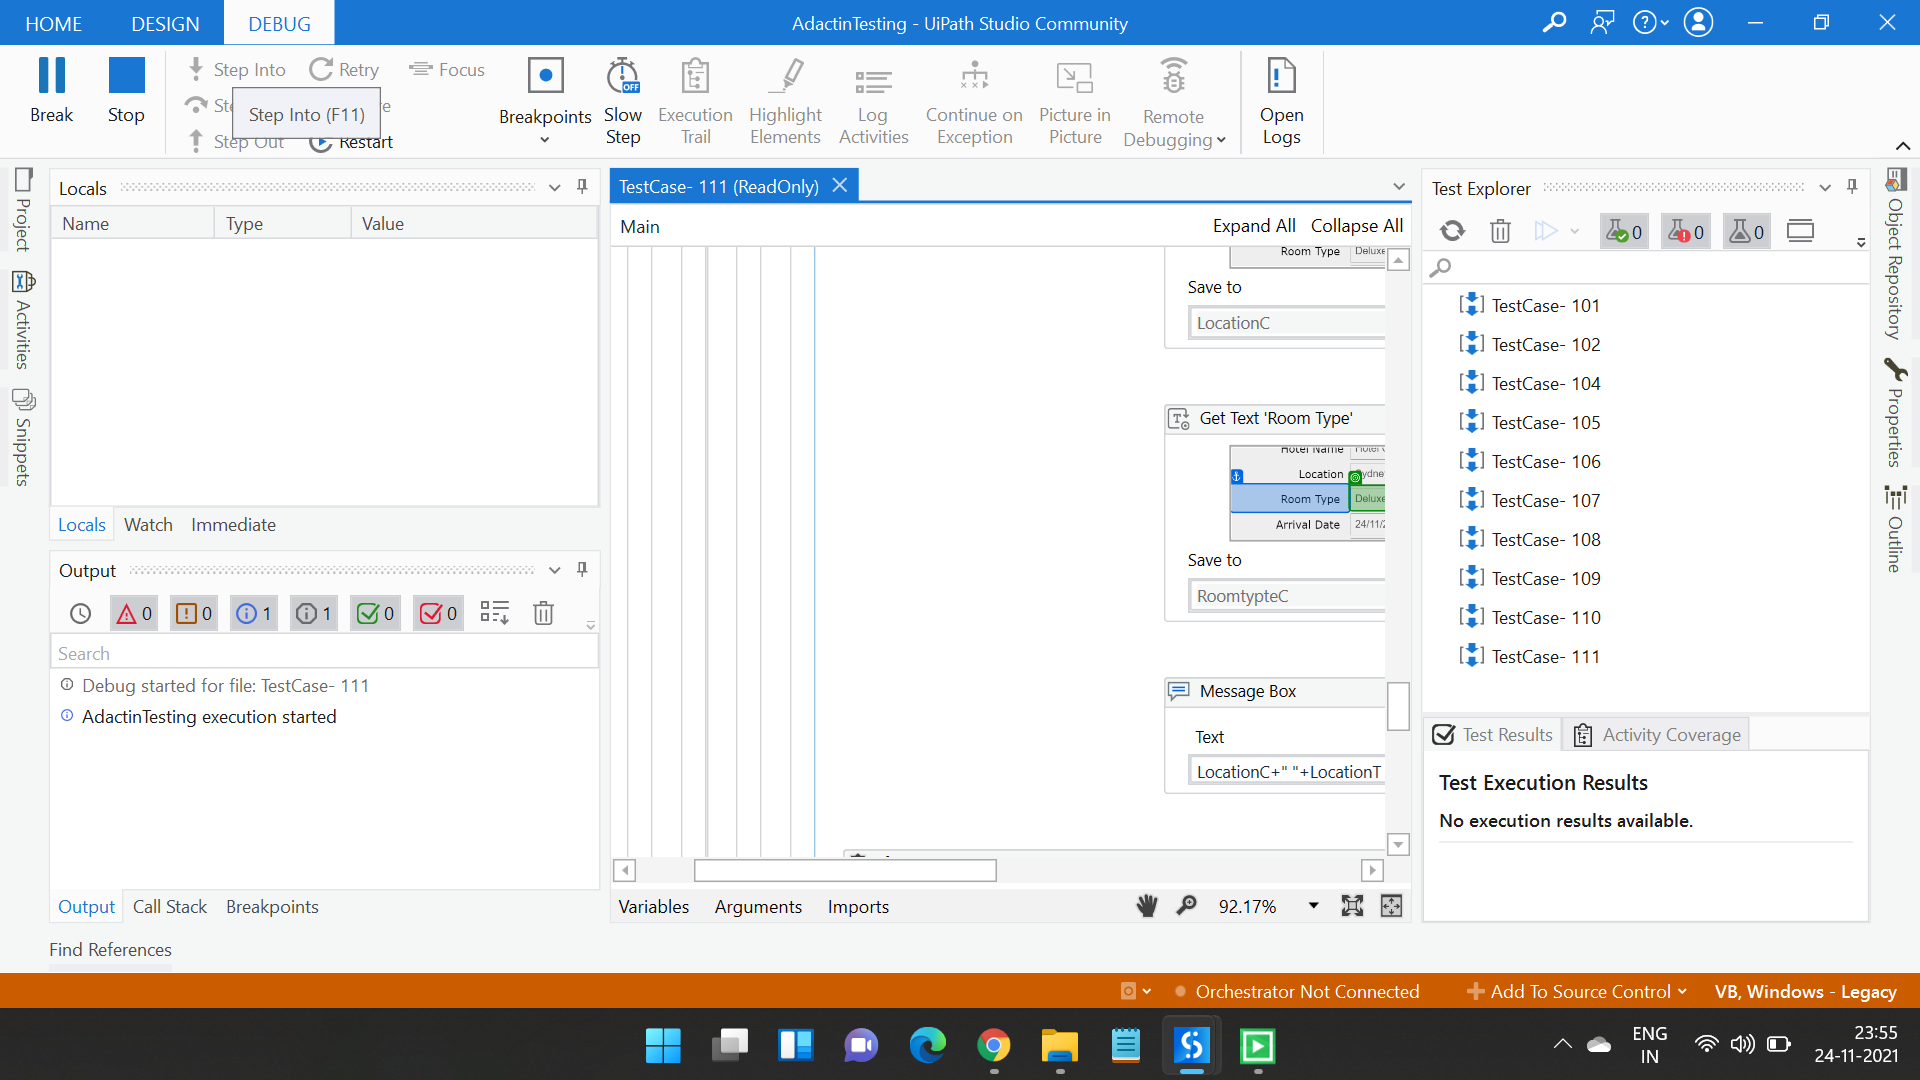 HOME DESIGN DEBUG
AdactinTesting - UiPath Studio Community
Break
Stop
Step Into
Retry
Focus
Step Into (F11)
Step Out
Restart
Breakpoints
Slow Step
Execution Trail
Highlight Elements
Log Activities
Continue on Exception
Picture in Picture
Remote Debugging
Open Logs
OFF
Project
Activities
Snippets
Locals
Name Type Value
Locals Watch Immediate
Output
0 0 1 1 0 0
Search
Debug started for file: TestCase- 111
AdactinTesting execution started
Output Call Stack Breakpoints
Find References
TestCase- 111 (ReadOnly)
Main
Expand All Collapse All
Room Type Deluxe
Save to
LocationC
Get Text 'Room Type'
Hotel Name Hotel
Location
Room Type Deluxe
Arrival Date 24/11/2
Save to
RoomtypteC
Message Box
Text
LocationC+" "+LocationT
Variables Arguments Imports
92.17%
Test Explorer
0 0 0
TestCase- 101
TestCase- 102
TestCase- 104
TestCase- 105
TestCase- 106
TestCase- 107
TestCase- 108
TestCase- 109
TestCase- 110
TestCase- 111
Test Results Activity Coverage
Test Execution Results
No execution results available.
Object Repository
Properties
Outline
Orchestrator Not Connected
Add To Source Control
VB, Windows - Legacy
ENG
IN
23:55
24-11-2021